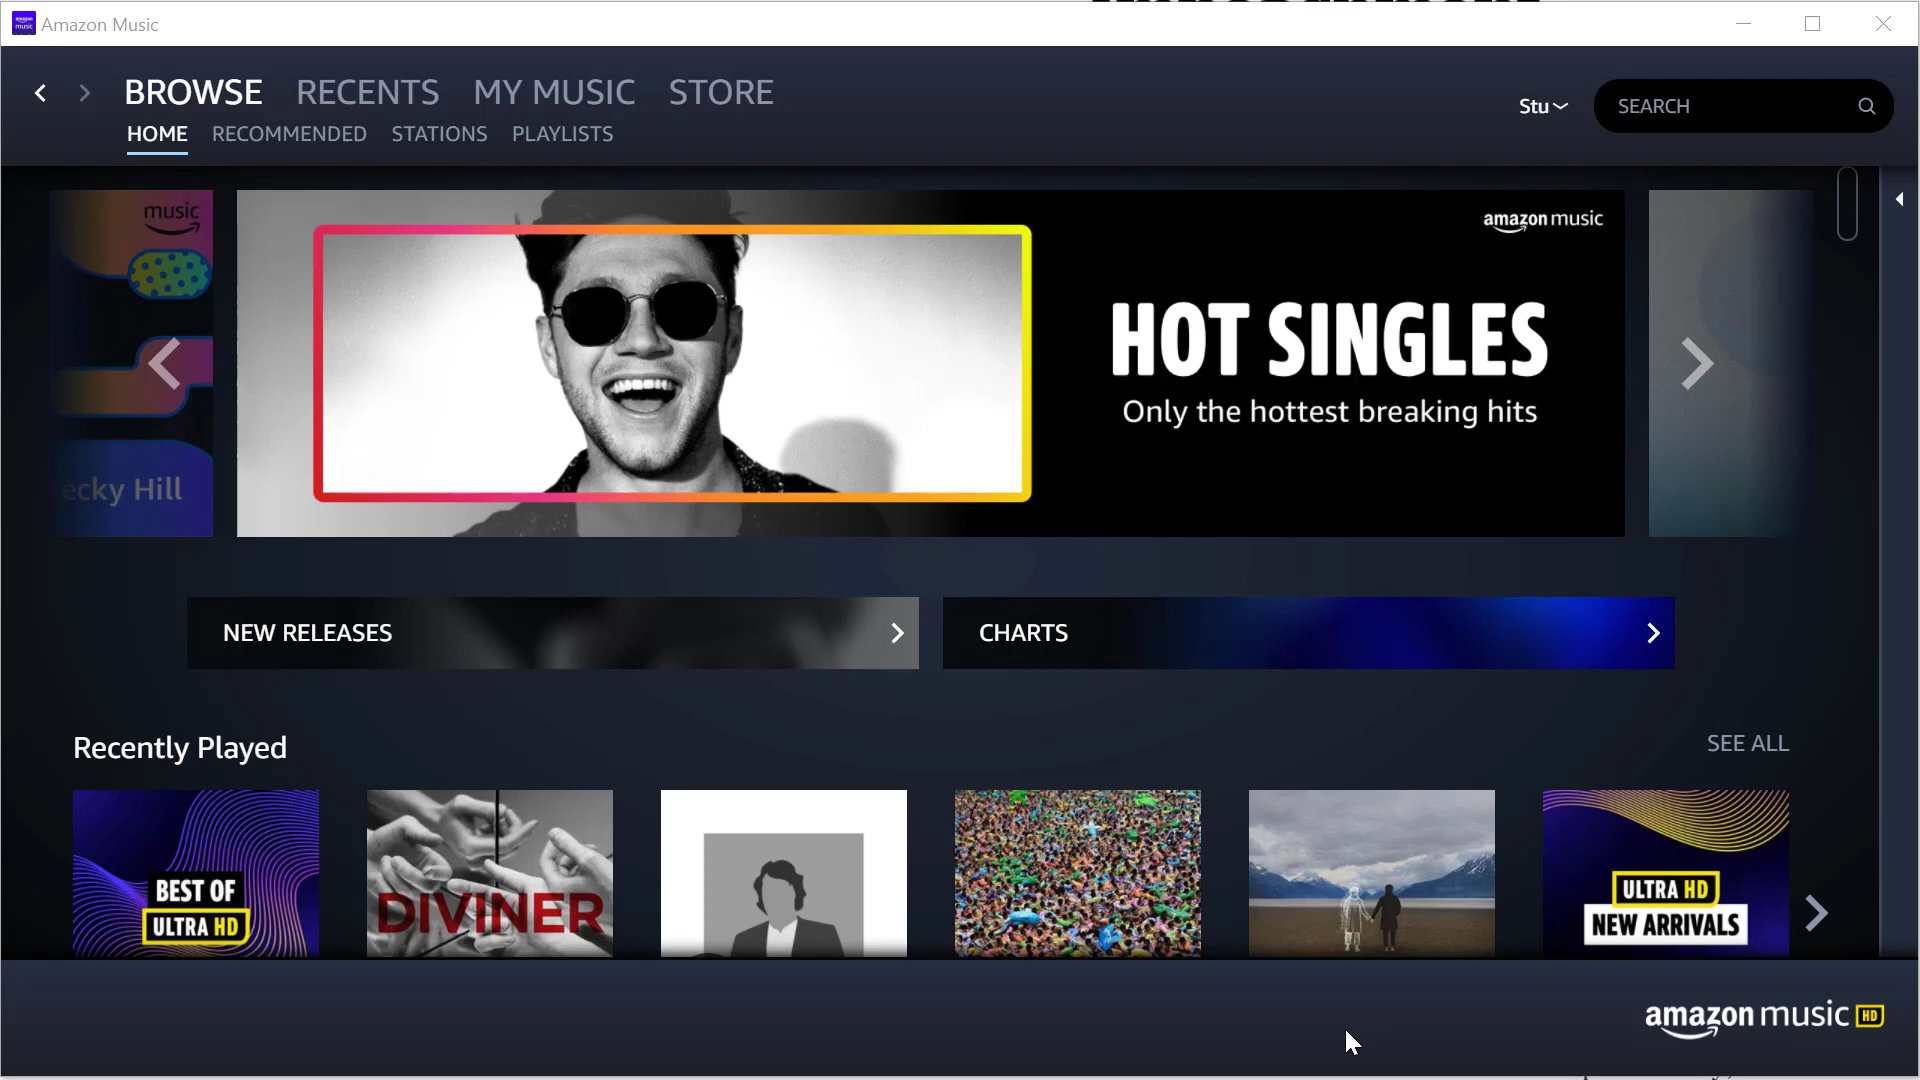 Amazon Music
BROWSE RECENTS MY MUSIC STORE
HOME RECOMMENDED STATIONS PLAYLISTS
Stu
SEARCH
music
ecky Hill
amazon music
HOT SINGLES
Only the hottest breaking hits
NEW RELEASES
CHARTS
Recently Played
SEE ALL
BEST OF
ULTRA HD
DIVINER
ULTRA HD
NEW ARRIVALS
amazon music HD